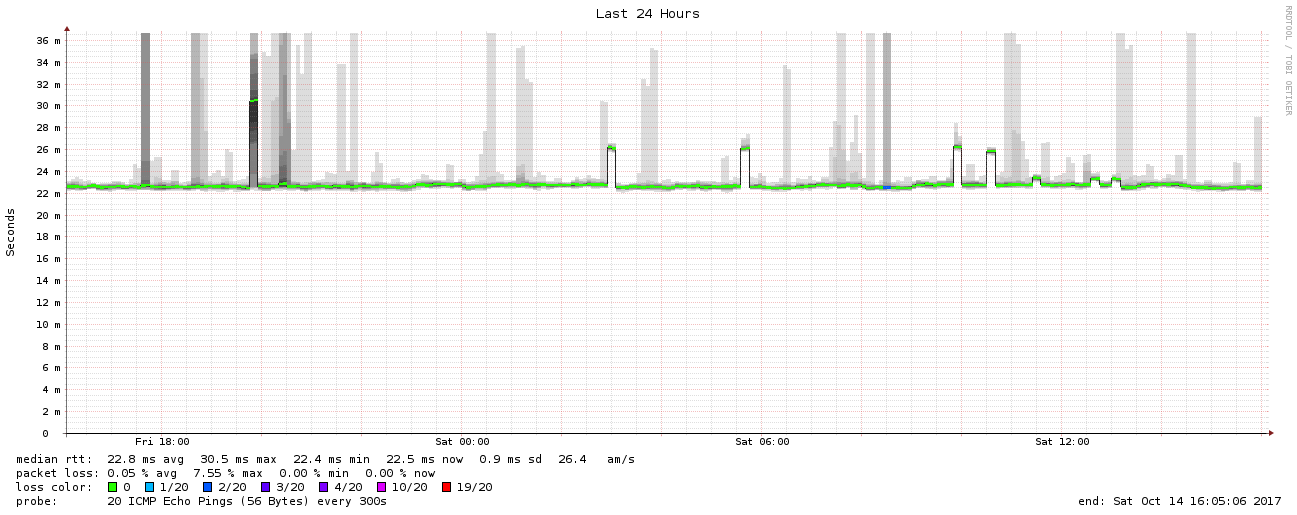 Last 24 Hours
RRDTOOL / TOBI OETIKER
36 m
34 m
32 m
30 m
28 m
26 m
24 m
22 m
20 m
18 m
16 m
14 m
12 m
10 m
8 m
6 m
4 m
2 m
0
Seconds
Fri 18:00 Sat 00:00 Sat 06:00 Sat 12:00
median rtt: 22.8 ms avg 30.5 ms max 22.4 ms min 22.5 ms now 0.9 ms sd 26.4 am/s
packet loss: 0.05 % avg 7.55 % max 0.00 % min 0.00 % now
loss color: 0 1/20 2/20 3/20 4/20 10/20 19/20
probe: 20 ICMP Echo Pings (56 Bytes) every 300s
end: Sat Oct 14 16:05:06 2017